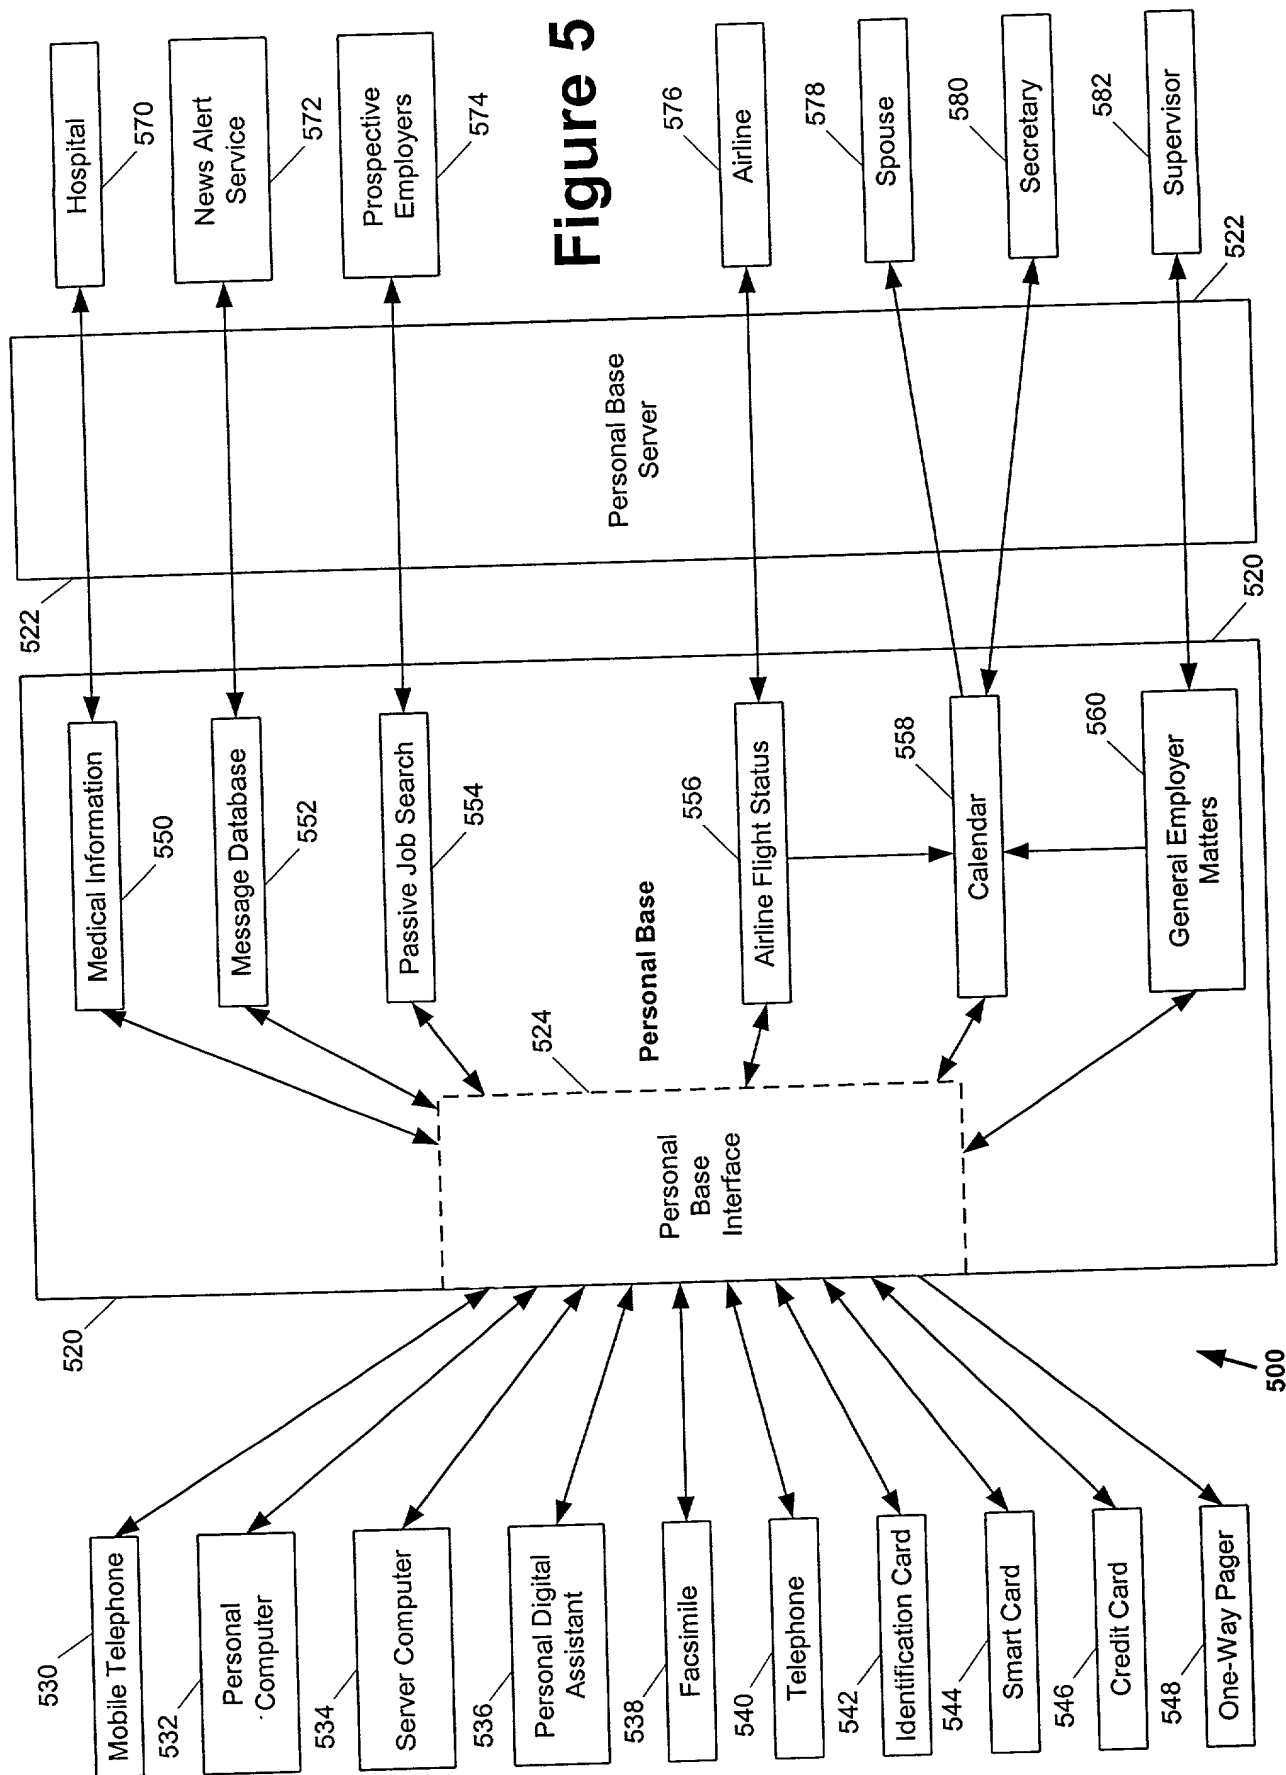 530
Mobile Telephone
532
Personal
Computer
534
Server Computer
536
Personal Digital
Assistant
538
Facsimile
540
Telephone
542
Identification Card
544
Smart Card
546
Credit Card
548
One-Way Pager
520
Personal
Base
Interface
524
Personal Base
Medical Information
550
Message Database
552
Passive Job Search
554
556
Airline Flight Status
558
Calendar
560
General Employer
Matters
520
522
Personal Base
Server
522
Hospital
570
News Alert
Service
572
Prospective
Employers
574
576
Airline
578
Spouse
580
Secretary
582
Supervisor
500
Figure 5